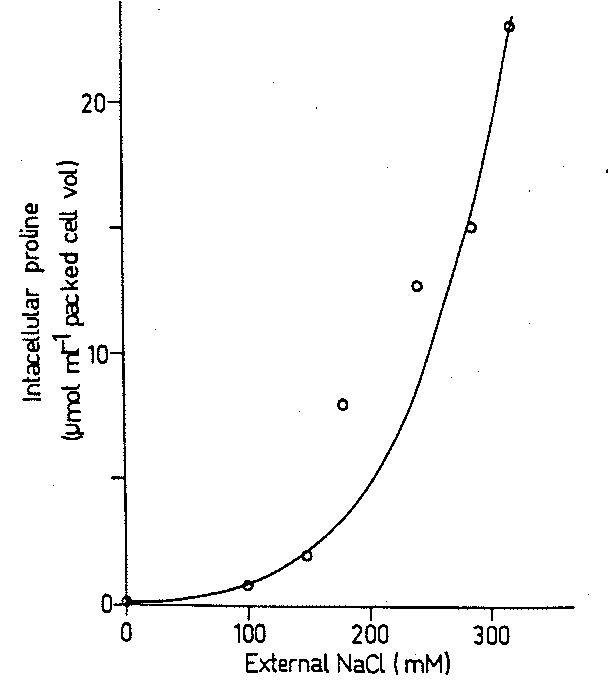 20
10
0
Intacellular proline
(µmol ml⁻¹ packed cell vol)
0 100 200 300
External NaCl (mM)